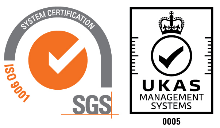 SYSTEM CERTIFICATION
ISO 9001
SGS
UKAS
MANAGEMENT
SYSTEMS
0005